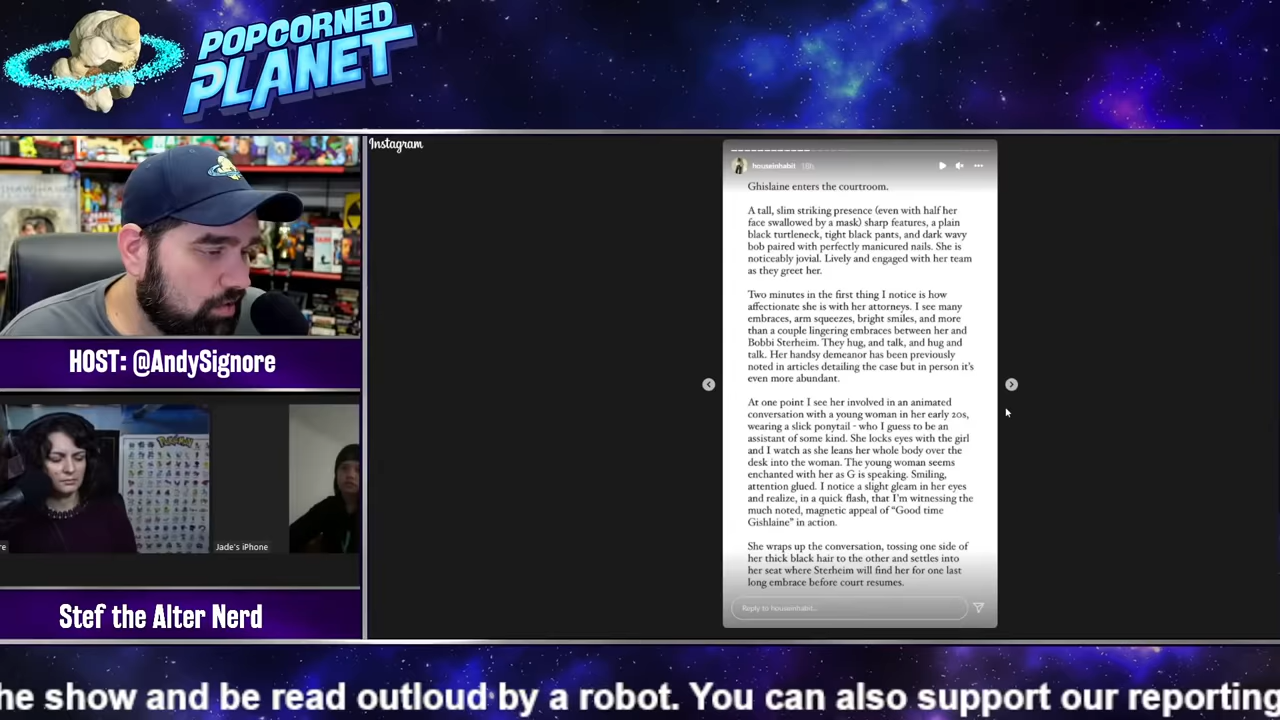 POPCORNED
PLANET
Instagram
houseinhabit 18h
Ghislaine enters the courtroom.
A tall, slim striking presence (even with half her
face swallowed by a mask) sharp features, a plain
black turtleneck, tight black pants, and dark wavy
bob paired with perfectly manicured nails. She is
noticeably jovial. Lively and engaged with her team
as they greet her.
Two minutes in the first thing I notice is how
affectionate she is with her attorneys. I see many
embraces, arm squeezes, bright smiles, and more
than a couple lingering embraces between her and
Bobbi Sterheim. They hug, and talk, and hug and
talk. Her handsy demeanor has been previously
noted in articles detailing the case but in person it's
even more abundant.
At one point I see her involved in an animated
conversation with a young woman in her early 20s,
wearing a slick ponytail - who I guess to be an
assistant of some kind. She locks eyes with the girl
and I watch as she leans her whole body over the
desk into the woman. The young woman seems
enchanted with her as G is speaking. Smiling,
attention glued. I notice a slight gleam in her eyes
and realize, in a quick flash, that I'm witnessing the
much noted, magnetic appeal of "Good time
Gishlaine" in action.
She wraps up the conversation, tossing one side of
her thick black hair to the other and settles into
her seat where Sterheim will find her for one last
long embrace before court resumes.
Reply to houseinhabit...
HOST: @AndySignore
POKéMON
re
Jade's iPhone
Stef the Alter Nerd
he show and be read outloud by a robot. You can also support our reporting